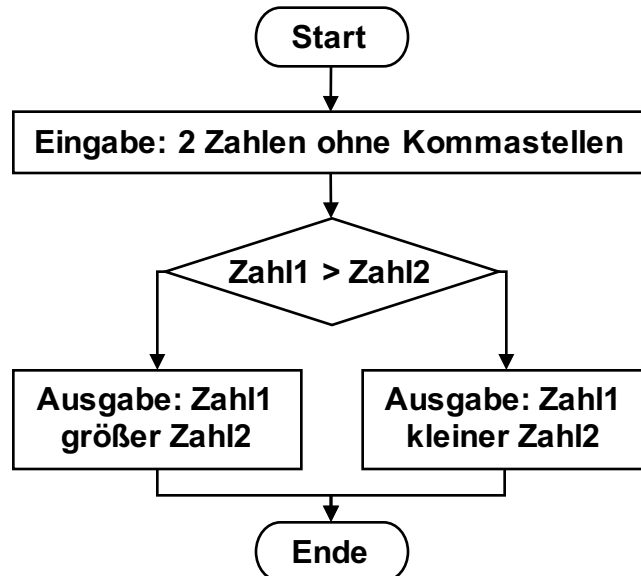 Start
Eingabe: 2 Zahlen ohne Kommastellen
Zahl1 > Zahl2
Ausgabe: Zahl1
größer Zahl2
Ausgabe: Zahl1
kleiner Zahl2
Ende